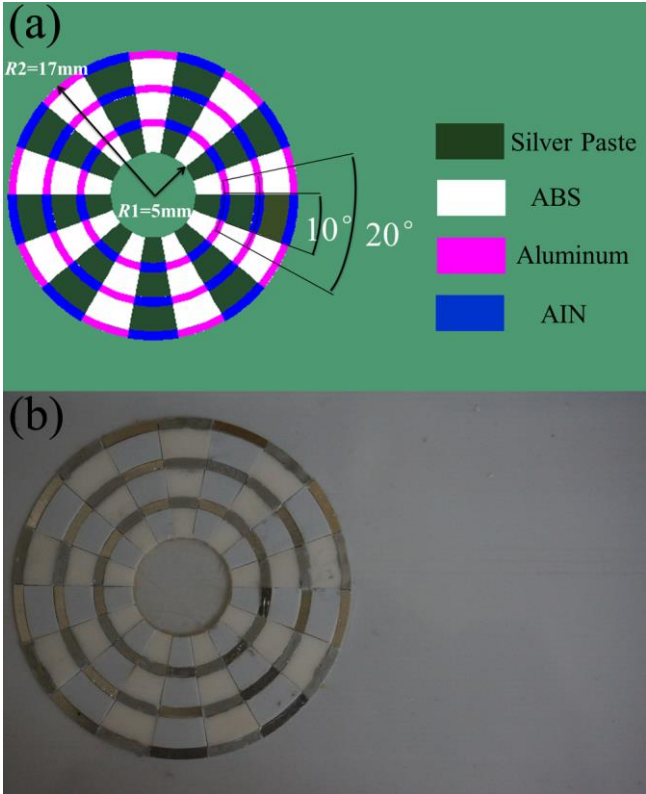 (a)
R2=17mm
R1=5mm
10°
20°
Silver Paste
ABS
Aluminum
AIN
(b)